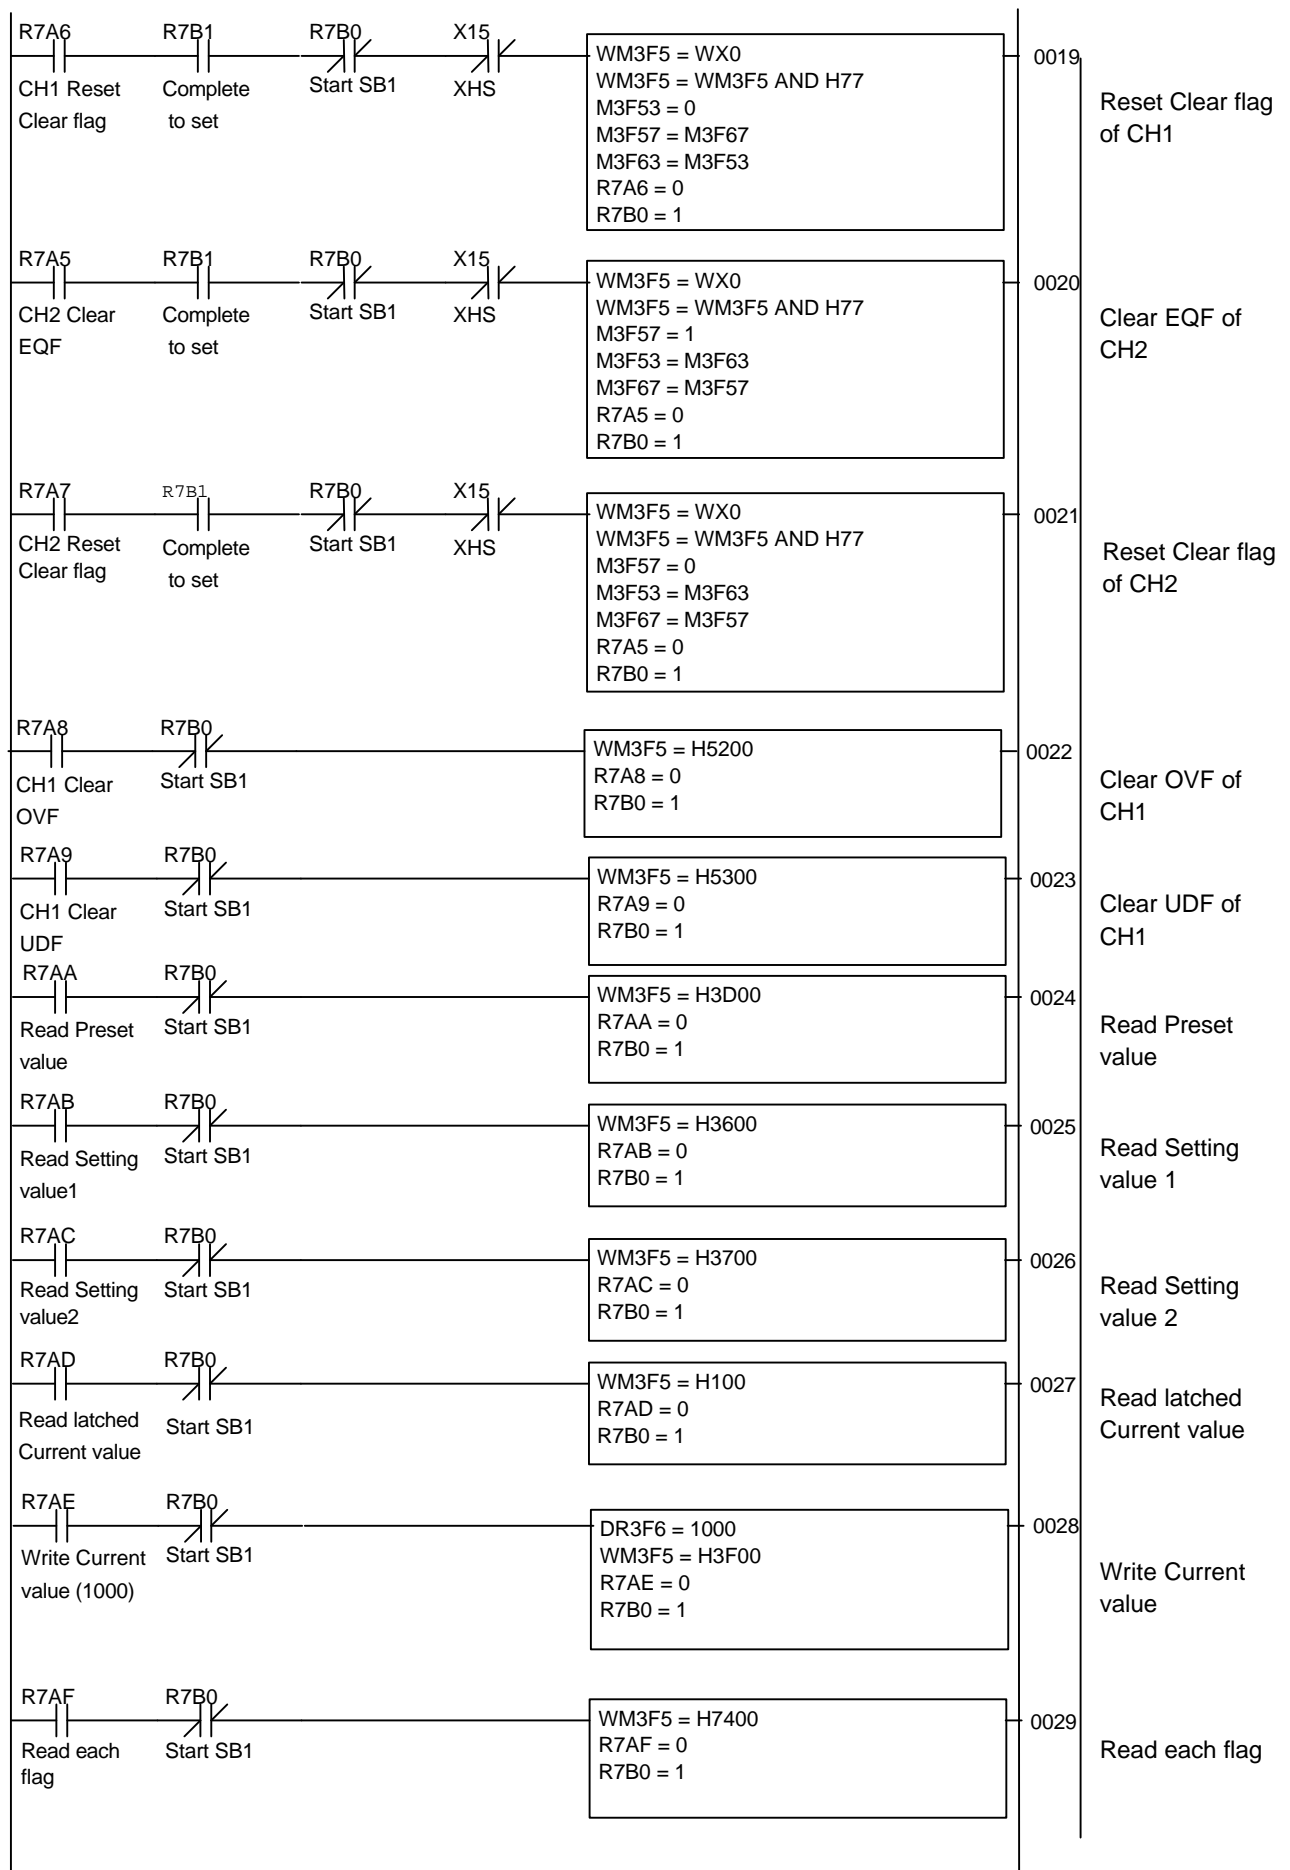 R7A6 R7B1 R7B0 X15
CH1 Reset Clear flag
Complete to set
Start SB1
XHS
WM3F5 = WX0
WM3F5 = WM3F5 AND H77
M3F53 = 0
M3F57 = M3F67
M3F63 = M3F53
R7A6 = 0
R7B0 = 1
0019
Reset Clear flag
of CH1
R7A5 R7B1 R7B0 X15
CH2 Clear
EQF
Complete
to set
Start SB1
XHS
WM3F5 = WX0
WM3F5 = WM3F5 AND H77
M3F57 = 1
M3F53 = M3F63
M3F67 = M3F57
R7A5 = 0
R7B0 = 1
0020
Clear EQF of
CH2
R7A7 R7B1 R7B0 X15
CH2 Reset
Clear flag
Complete
to set
Start SB1
XHS
WM3F5 = WX0
WM3F5 = WM3F5 AND H77
M3F57 = 0
M3F53 = M3F63
M3F67 = M3F57
R7A5 = 0
R7B0 = 1
0021
Reset Clear flag
of CH2
R7A8 R7B0
CH1 Clear
OVF
Start SB1
WM3F5 = H5200
R7A8 = 0
R7B0 = 1
0022
Clear OVF of
CH1
R7A9 R7B0
CH1 Clear
UDF
Start SB1
WM3F5 = H5300
R7A9 = 0
R7B0 = 1
0023
Clear UDF of
CH1
R7AA R7B0
Read Preset
value
Start SB1
WM3F5 = H3D00
R7AA = 0
R7B0 = 1
0024
Read Preset
value
R7AB R7B0
Read Setting
value1
Start SB1
WM3F5 = H3600
R7AB = 0
R7B0 = 1
0025
Read Setting
value 1
R7AC R7B0
Read Setting
value2
Start SB1
WM3F5 = H3700
R7AC = 0
R7B0 = 1
0026
Read Setting
value 2
R7AD R7B0
Read latched
Current value
Start SB1
WM3F5 = H100
R7AD = 0
R7B0 = 1
0027
Read latched
Current value
R7AE R7B0
Write Current
value (1000)
Start SB1
DR3F6 = 1000
WM3F5 = H3F00
R7AE = 0
R7B0 = 1
0028
Write Current
value
R7AF R7B0
Read each
flag
Start SB1
WM3F5 = H7400
R7AF = 0
R7B0 = 1
0029
Read each flag